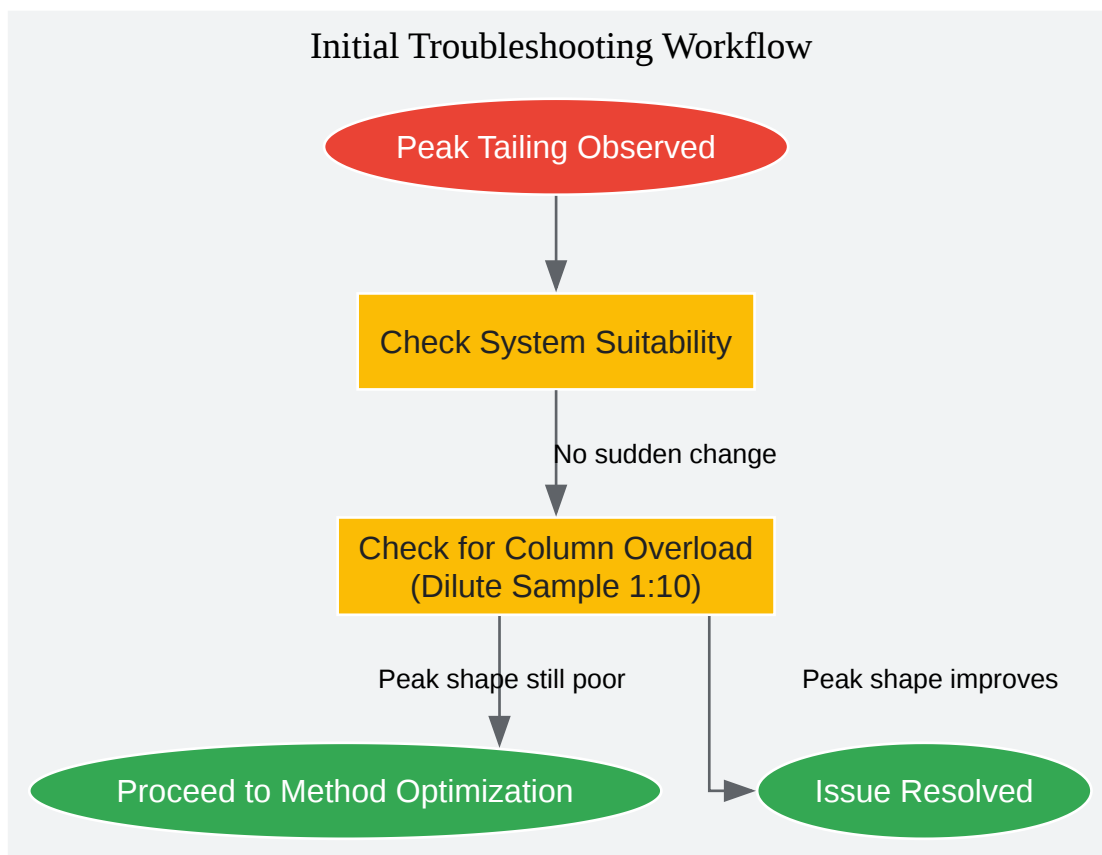 Initial Troubleshooting Workflow
Peak Tailing Observed
Check System Suitability
No sudden change
Check for Column Overload
(Dilute Sample 1:10)
Peak shape still poor
Peak shape improves
Proceed to Method Optimization
Issue Resolved